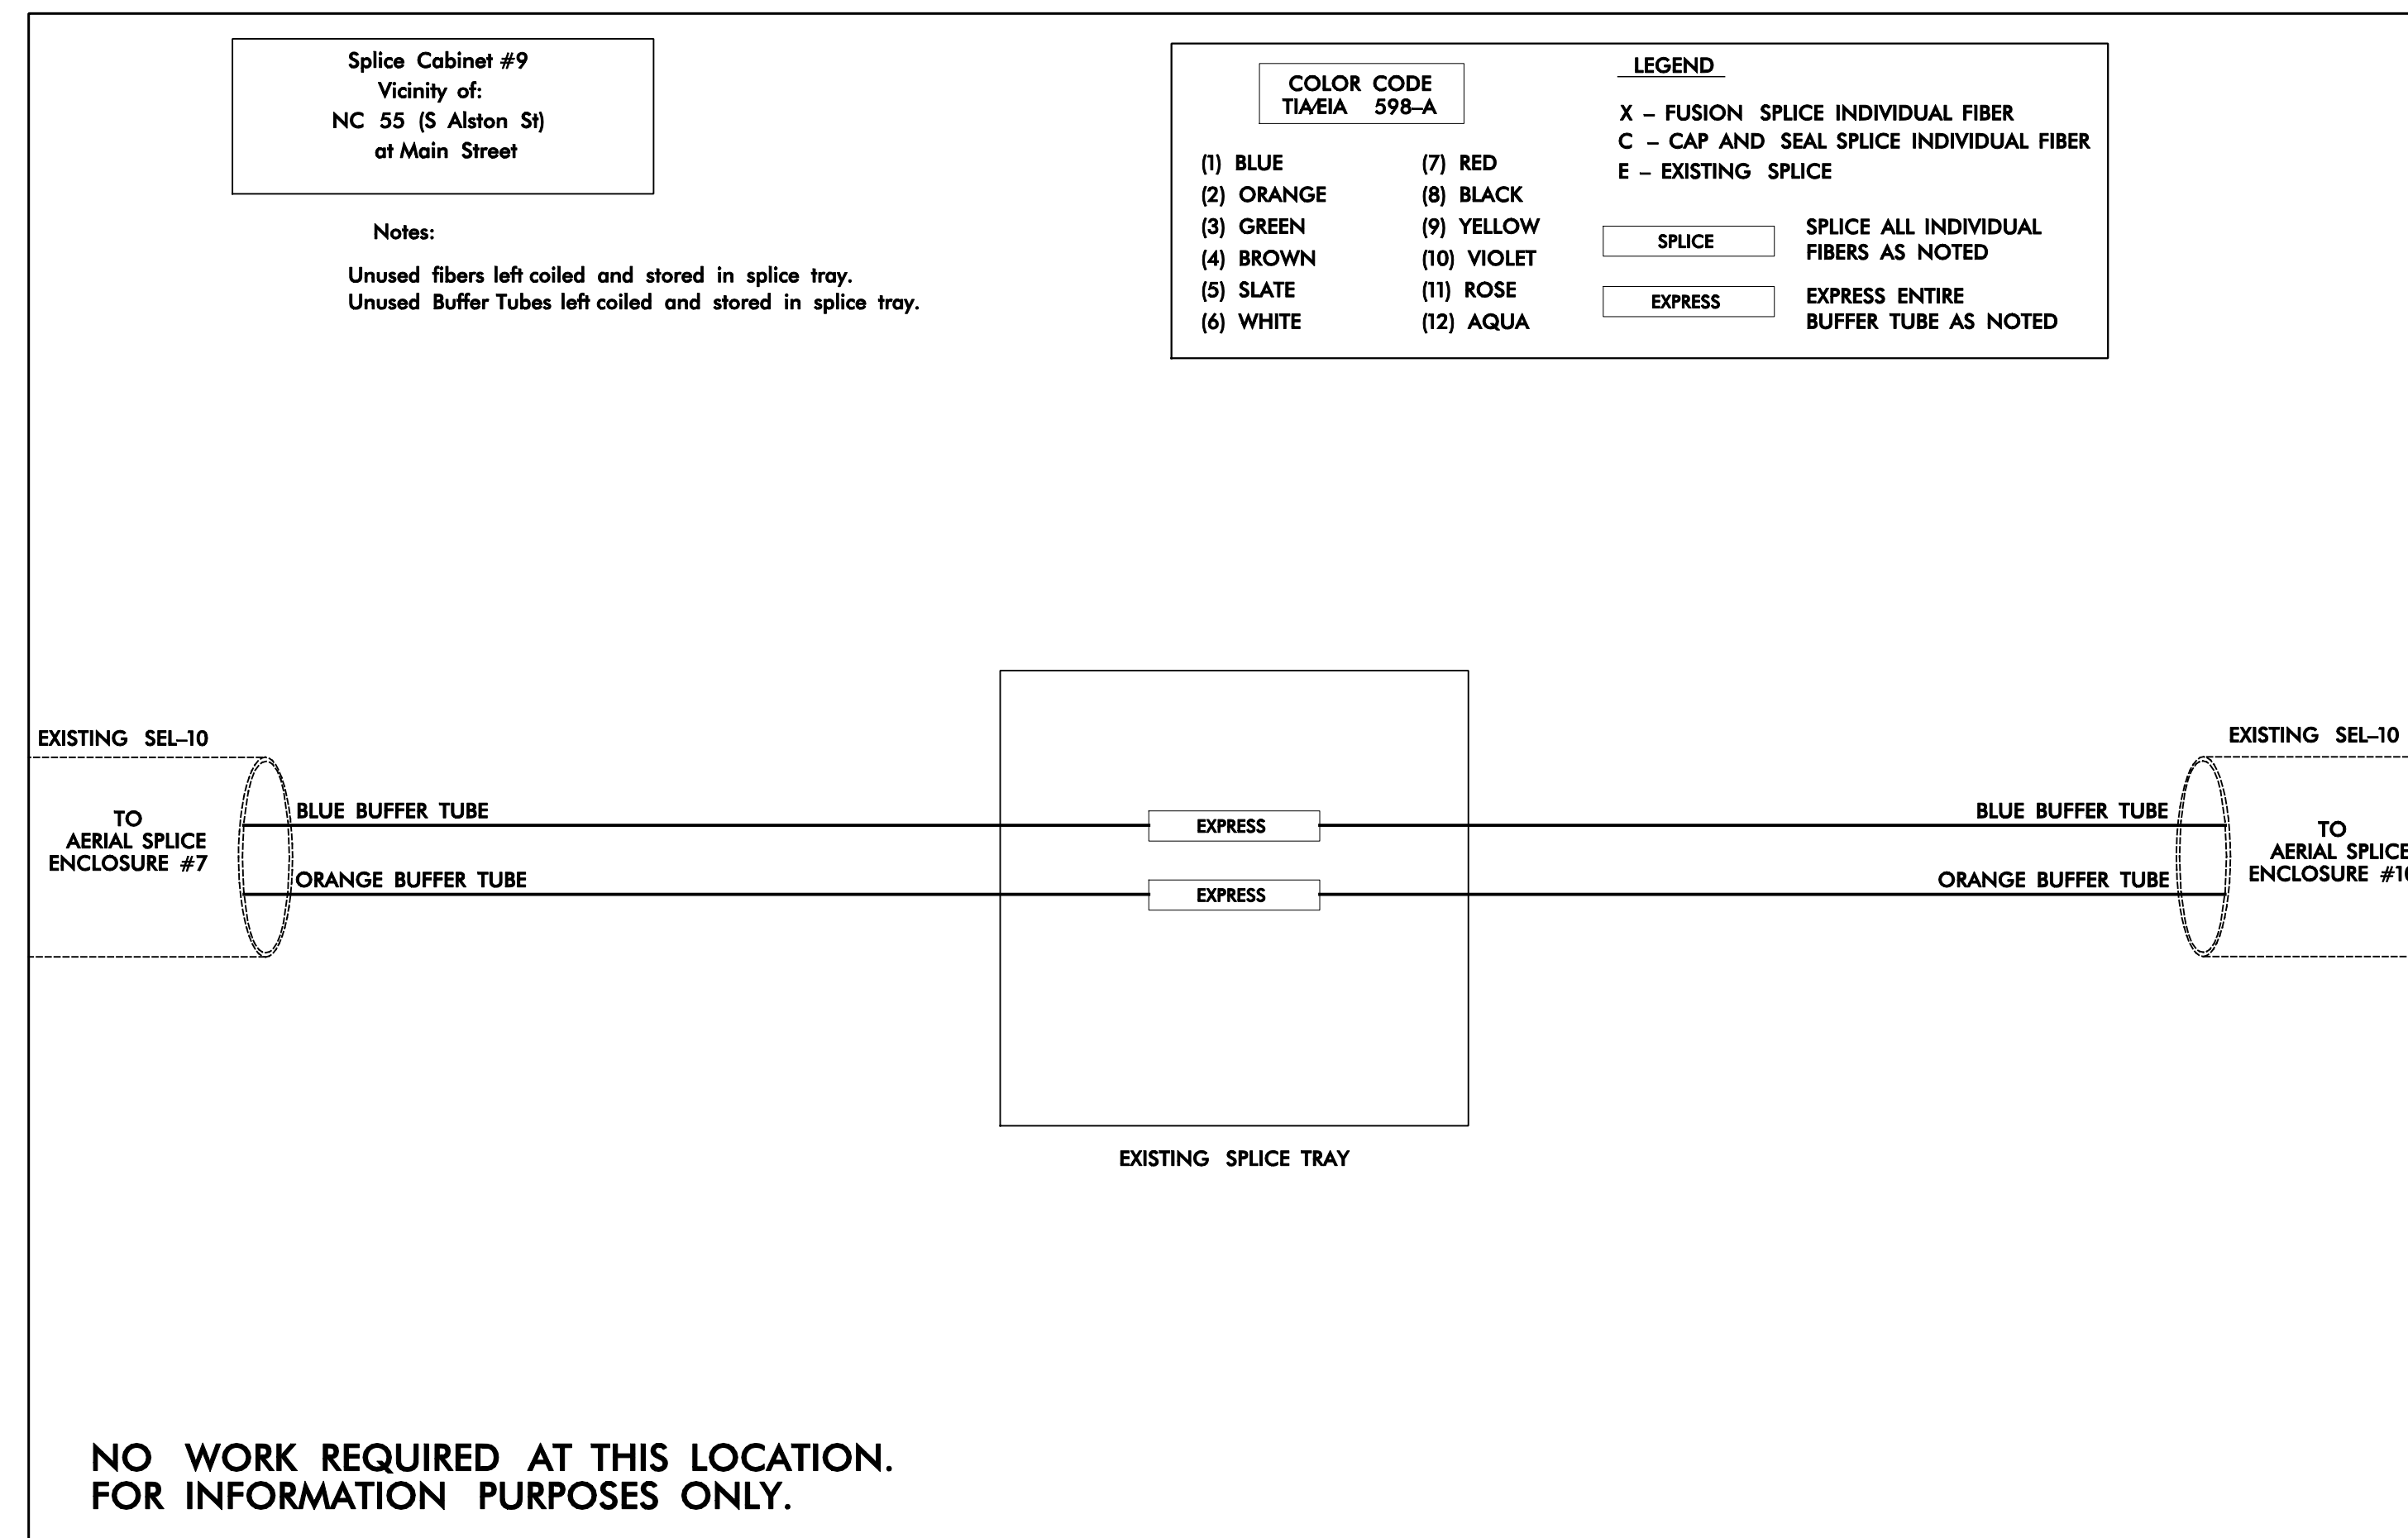 Splice Cabinet #9
Vicinity of:
NC 55 (S Alston St)
at Main Street
Notes:
Unused fibers left coiled and stored in splice tray.
Unused Buffer Tubes left coiled and stored in splice tray.
COLOR CODE
TIA/EIA 598-A
(1) BLUE
(2) ORANGE
(3) GREEN
(4) BROWN
(5) SLATE
(6) WHITE
(7) RED
(8) BLACK
(9) YELLOW
(10) VIOLET
(11) ROSE
(12) AQUA
LEGEND
X - FUSION SPLICE INDIVIDUAL FIBER
C - CAP AND SEAL SPLICE INDIVIDUAL FIBER
E - EXISTING SPLICE
SPLICE
SPLICE ALL INDIVIDUAL
FIBERS AS NOTED
EXPRESS
EXPRESS ENTIRE
BUFFER TUBE AS NOTED
EXISTING SEL-10
TO
AERIAL SPLICE
ENCLOSURE #7
BLUE BUFFER TUBE
ORANGE BUFFER TUBE
EXPRESS
EXPRESS
EXISTING SPLICE TRAY
BLUE BUFFER TUBE
ORANGE BUFFER TUBE
EXISTING SEL-10
TO
AERIAL SPLICE
ENCLOSURE
NO WORK REQUIRED AT THIS LOCATION.
FOR INFORMATION PURPOSES ONLY.